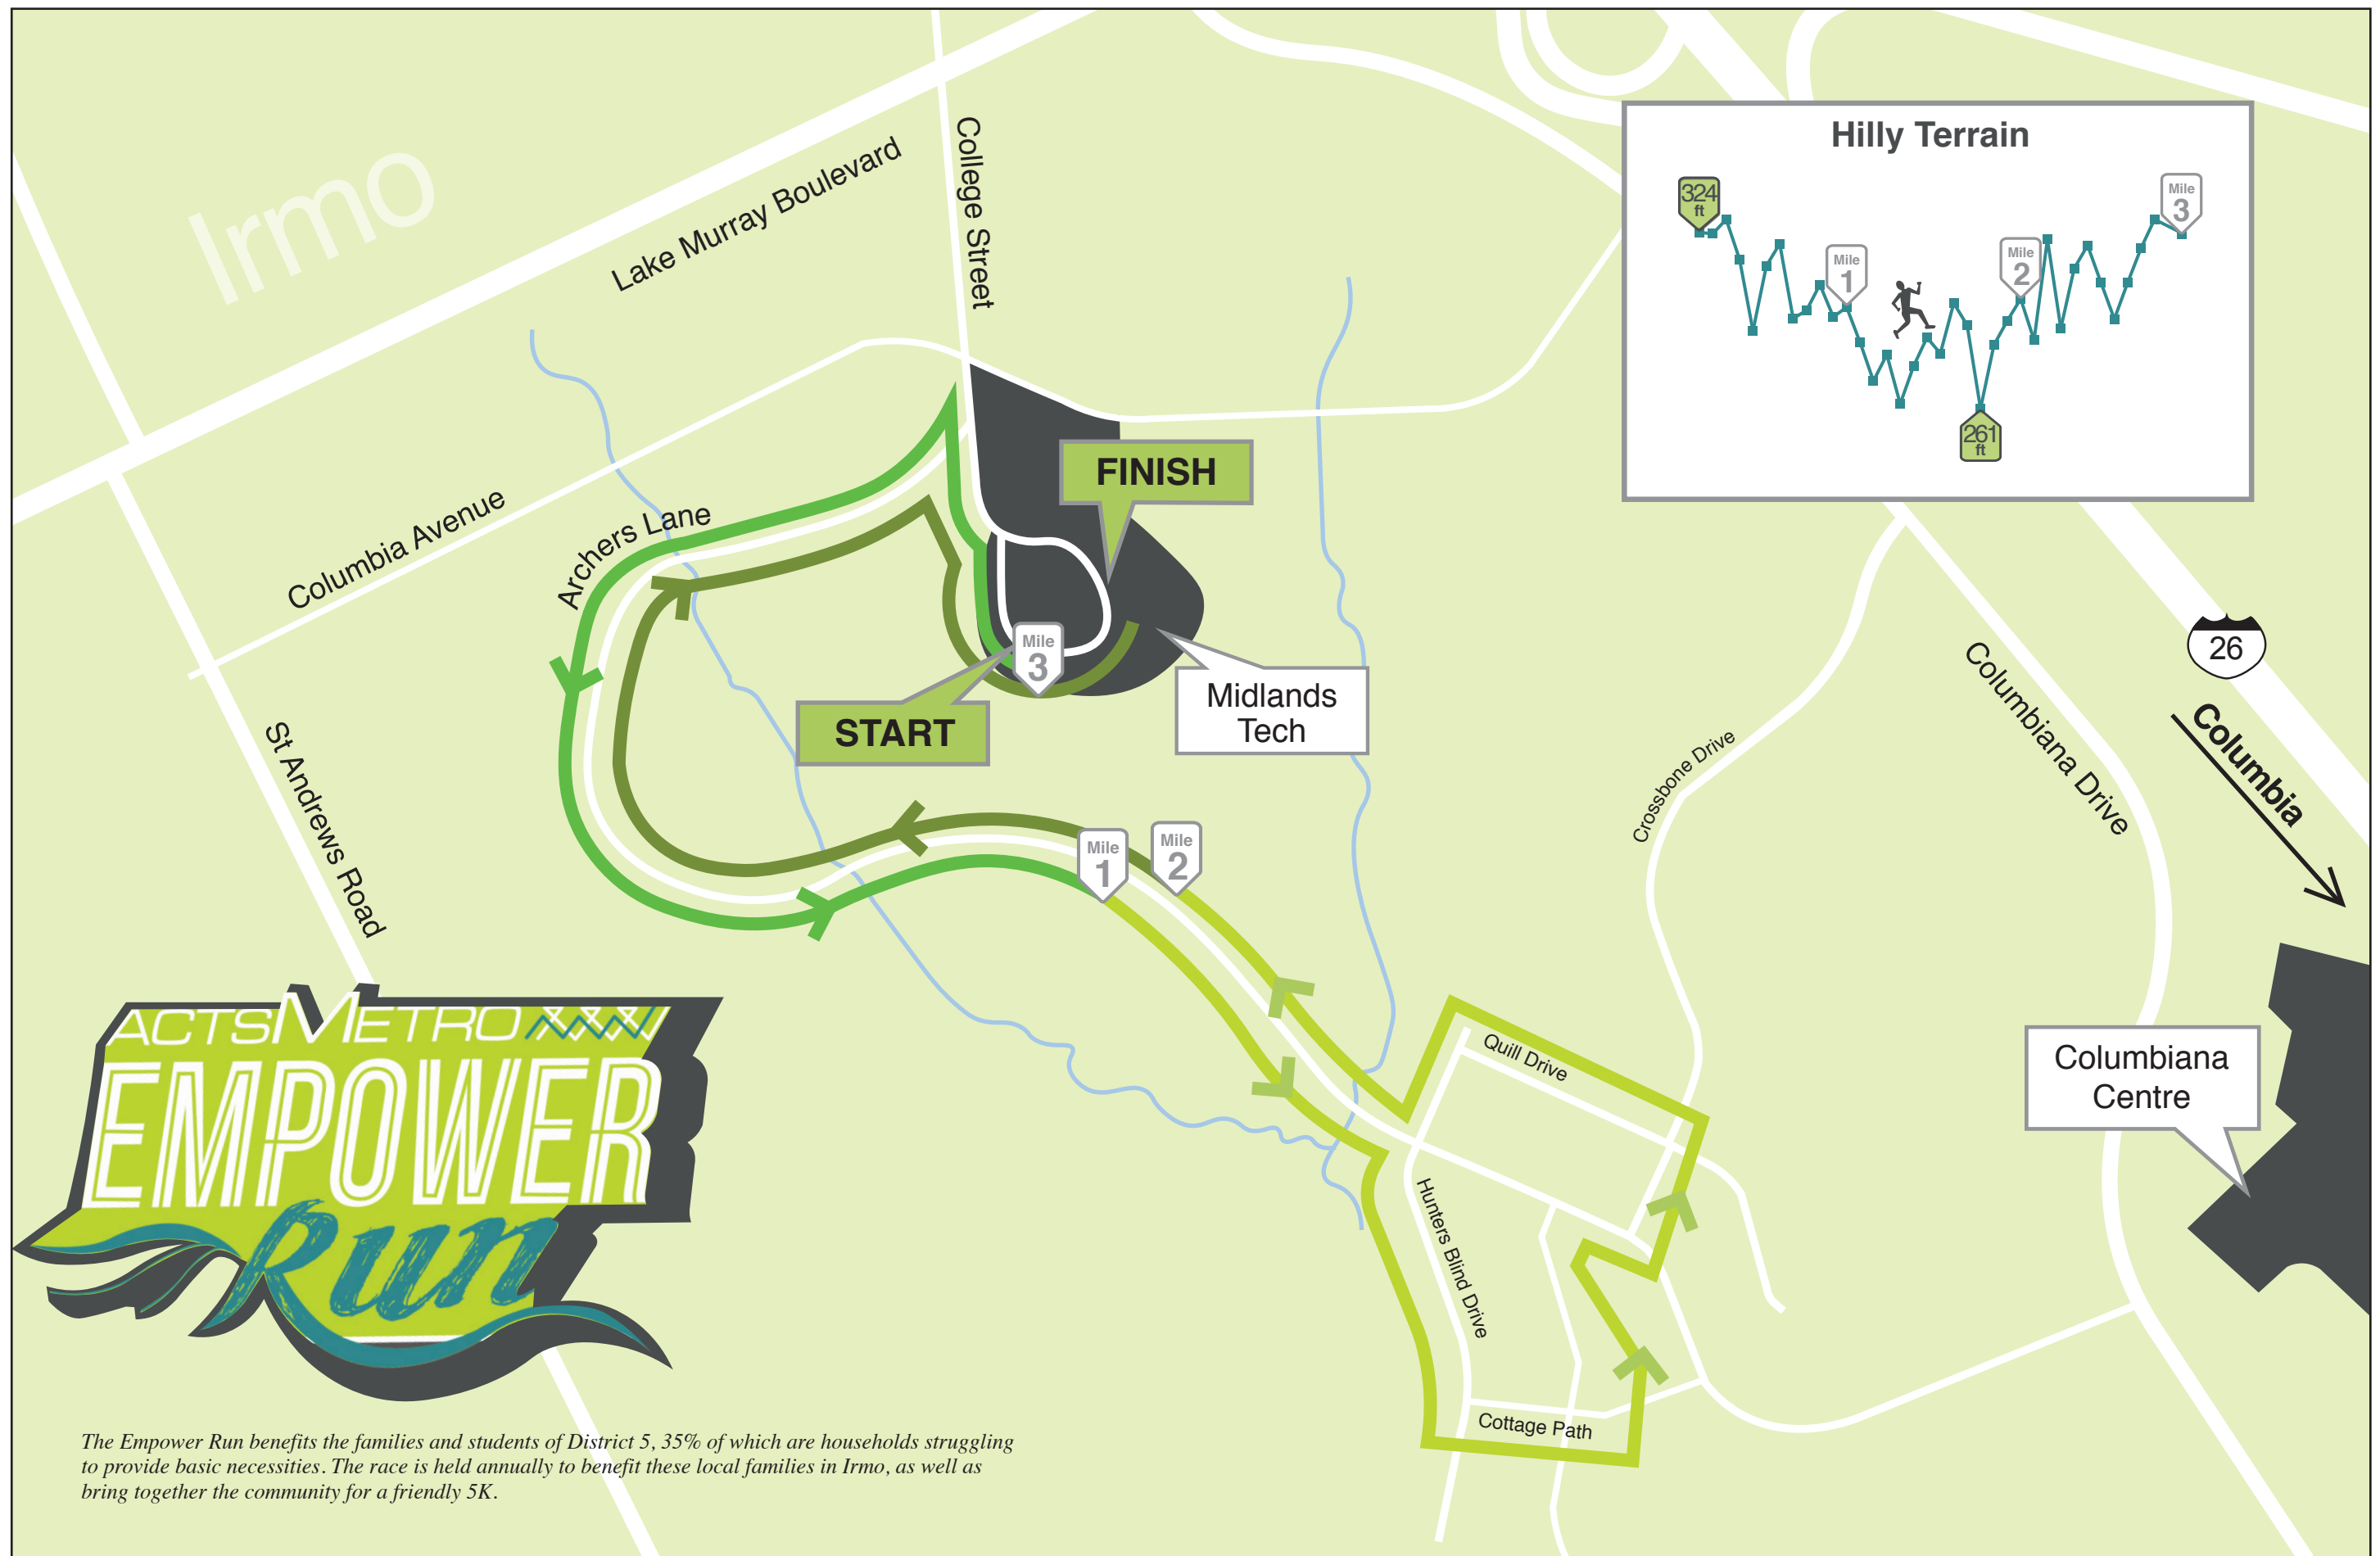 Irmo
Lake Murray Boulevard
College Street
Hilly Terrain
324
ft
Mile
1
Mile
2
Mile
3
261
ft
Columbia Avenue
Archers Lane
FINISH
Mile
3
START
Midlands
Tech
St Andrews Road
Mile
1
Mile
2
Crossbone Drive
Columbiana Drive
26
Columbia
Quill Drive
Hunters Blind Drive
Cottage Path
Columbiana
Centre
ACTSMETRO
EMPOWER
Run
The Empower Run benefits the families and students of District 5, 35% of which are households struggling
to provide basic necessities. The race is held annually to benefit these local families in Irmo, as well as
bring together the community for a friendly 5K.